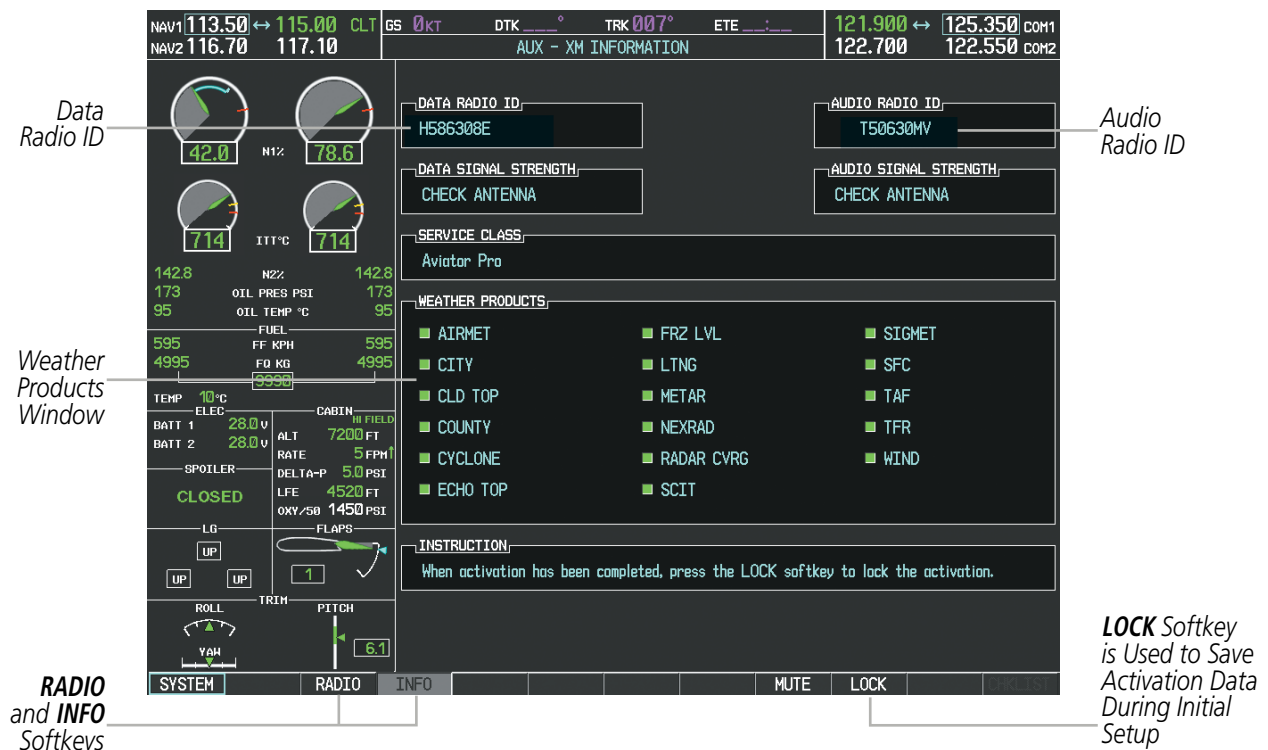 NAV1 113.50 ↔ 115.00 CLT
NAV2 116.70 117.10
GS 0KT DTK ___° TRK 007° ETE __:__
AUX - XM INFORMATION
121.900 ↔ 125.350 COM1
122.700 122.550 COM2
Data
Radio ID
42.0 N1% 78.6
714 ITT°C 714
142.8 N2% 142.8
173 OIL PRES PSI 173
95 OIL TEMP °C 95
FUEL
595 FF KPH 595
4995 FQ KG 4995
9990
TEMP 10°C
ELEC
BATT 1 28.0 V
BATT 2 28.0 V
CABIN
HI FIELD
ALT 7200 FT
RATE 5 FPM↑
DELTA-P 5.0 PSI
LFE 4520 FT
OXY/50 1450 PSI
SPOILER
CLOSED
LG
UP
UP UP
FLAPS
1
TRIM
ROLL
YAW
PITCH
6.1
DATA RADIO ID
H586308E
AUDIO RADIO ID
T50630MV
Audio
Radio ID
DATA SIGNAL STRENGTH
CHECK ANTENNA
AUDIO SIGNAL STRENGTH
CHECK ANTENNA
SERVICE CLASS
Aviator Pro
Weather
Products
Window
WEATHER PRODUCTS
AIRMET FRZ LVL SIGMET
CITY LTNG SFC
CLD TOP METAR TAF
COUNTY NEXRAD TFR
CYCLONE RADAR CVRG WIND
ECHO TOP SCIT
INSTRUCTION
When activation has been completed, press the LOCK softkey to lock the activation.
SYSTEM RADIO INFO MUTE LOCK CHKLIST
RADIO
and INFO
Softkeys
LOCK Softkey
is Used to Save
Activation Data
During Initial
Setup